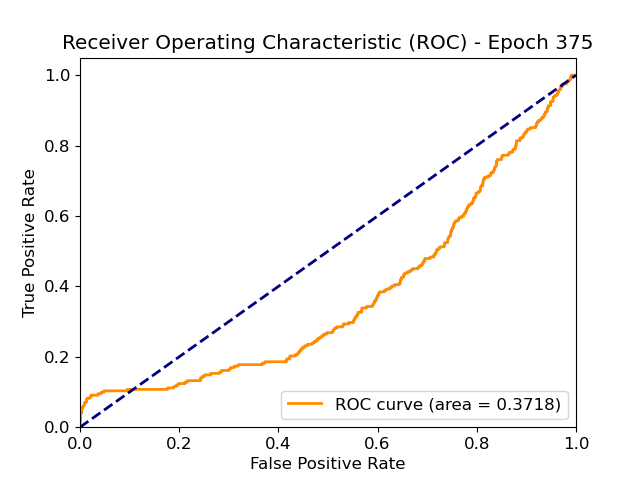 Receiver Operating Characteristic (ROC) - Epoch 375
1.0
0.8
0.6
0.4
0.2
0.0
True Positive Rate
ROC curve (area = 0.3718)
0.0 0.2 0.4 0.6 0.8 1.0
False Positive Rate